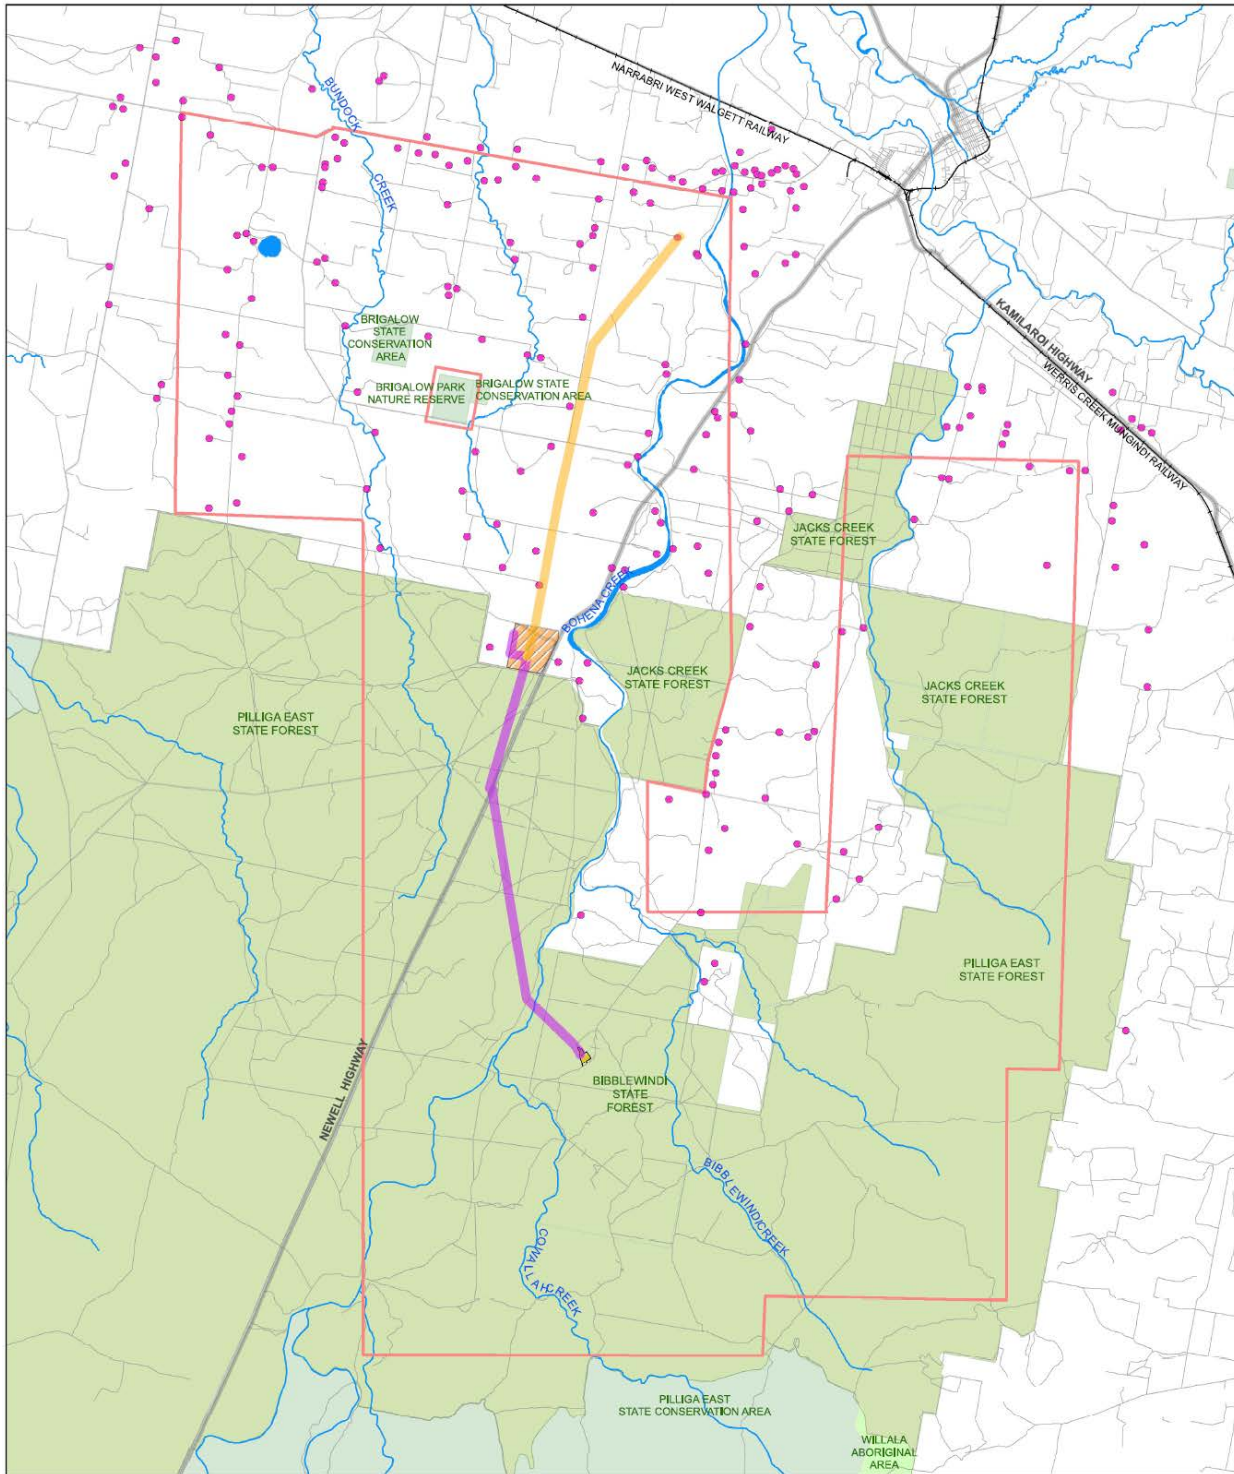 NARRABRI WEST WALGETT RAILWAY
BUNDOCK
CREEK
KAMILAROI HIGHWAY
WERRIS CREEK MUNGINDI RAILWAY
BRIGALOW
STATE
CONSERVATION
AREA
BRIGALOW PARK
NATURE RESERVE
BRIGALOW STATE
CONSERVATION AREA
JACKS CREEK
STATE FOREST
BOHENA CREEK
JACKS CREEK
STATE FOREST
JACKS CREEK
STATE FOREST
PILLIGA EAST
STATE FOREST
PILLIGA EAST
STATE FOREST
NEWELL HIGHWAY
BIBBLEWINDI
STATE
FOREST
BIBBLEWINDI CREEK
COWALLAH
CREEK
PILLIGA EAST
STATE CONSERVATION AREA
WILLALA
ABORIGINAL
AREA